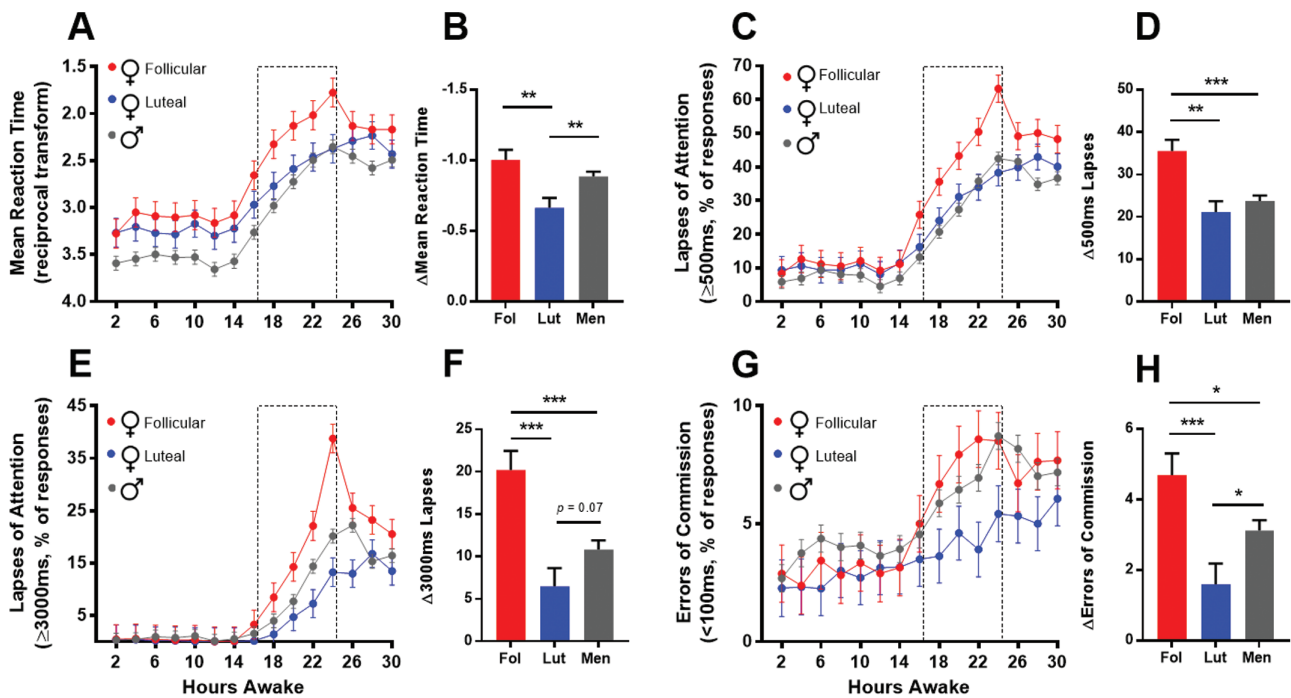 A
Mean Reaction Time
(reciprocal transform)
1.5
2.0
2.5
3.0
3.5
4.0
♀ Follicular
♀ Luteal
♂
2 6 10 14 18 22 26 30
B
ΔMean Reaction Time
-1.5
-1.0
-0.5
0.0
**
**
Fol Lut Men
C
Lapses of Attention
(≥500ms, % of responses)
70
60
50
40
30
20
10
0
♀ Follicular
♀ Luteal
♂
2 6 10 14 18 22 26 30
D
Δ500ms Lapses
50
40
30
20
10
0
***
**
Fol Lut Men
E
Lapses of Attention
(≥3000ms, % of responses)
45
35
25
15
5
♀ Follicular
♀ Luteal
♂
2 6 10 14 18 22 26 30
Hours Awake
F
Δ3000ms Lapses
25
20
15
10
5
0
***
***
p = 0.07
Fol Lut Men
G
Errors of Commission
(<100ms, % of responses)
10
5
0
♀ Follicular
♀ Luteal
♂
2 6 10 14 18 22 26 30
Hours Awake
H
ΔErrors of Commission
6
4
2
0
*
***
*
Fol Lut Men